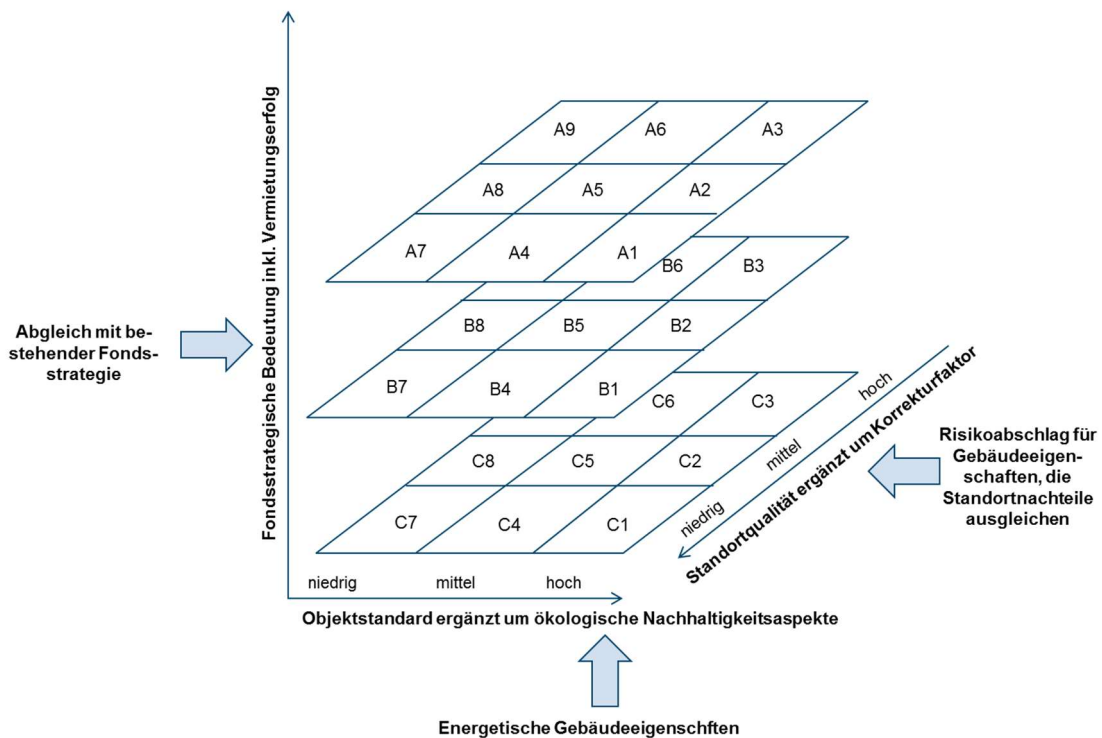 Fondsstrategische Bedeutung inkl. Vermietungserfolg
A9 A6 A3
A8 A5 A2
A7 A4 A1
B6 B3
B8 B5 B2
B7 B4 B1
C6 C3
C8 C5 C2
C7 C4 C1
Abgleich mit be-
stehender Fonds-
strategie
hoch
mittel
niedrig
Standortqualität ergänzt um Korrekturfaktor
Risikoabschlag für
Gebäudeeigen-
schaften, die
Standortnachteile
ausgleichen
niedrig mittel hoch
Objektstandard ergänzt um ökologische Nachhaltigkeitsaspekte
Energetische Gebäudeeigenschften